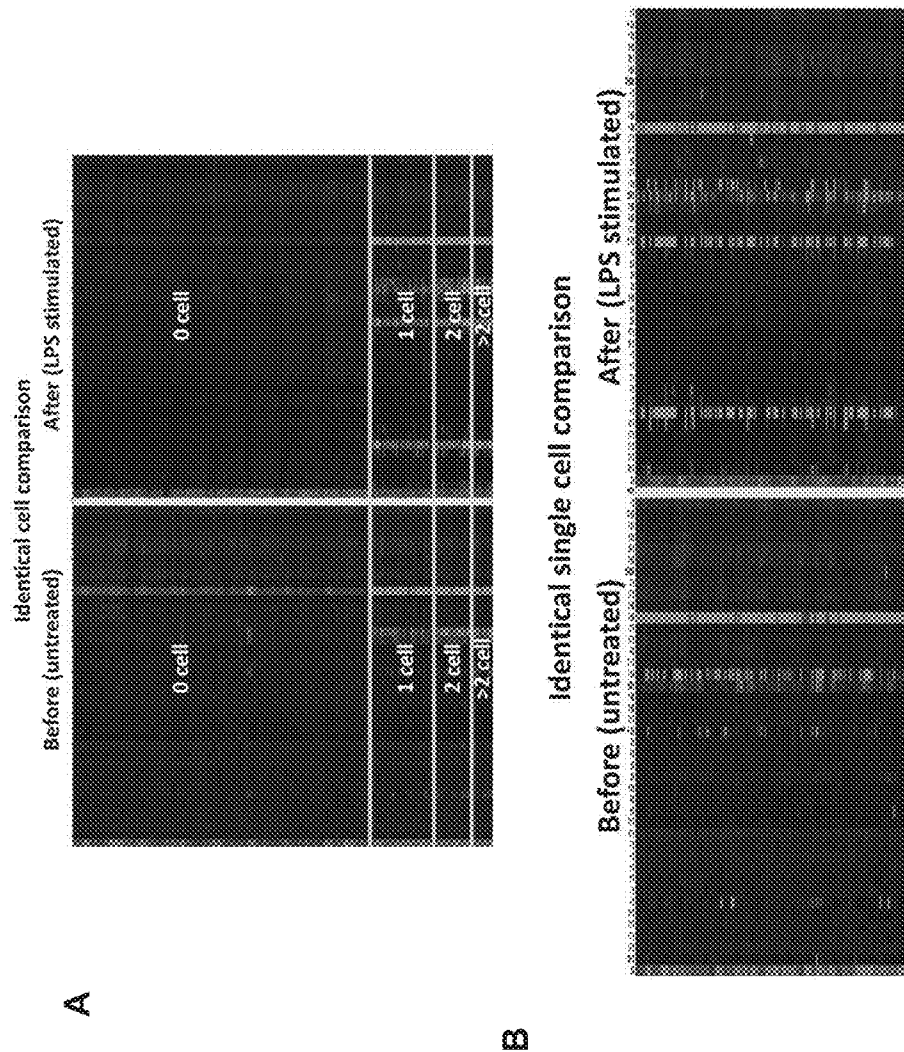 A
Identical cell comparison
Before (untreated)
After (LPS stimulated)
0 cell
0 cell
1 cell
1 cell
2 cell
2 cell
>2 cell
>2 cell
B
Identical single cell comparison
Before (untreated)
After (LPS stimulated)